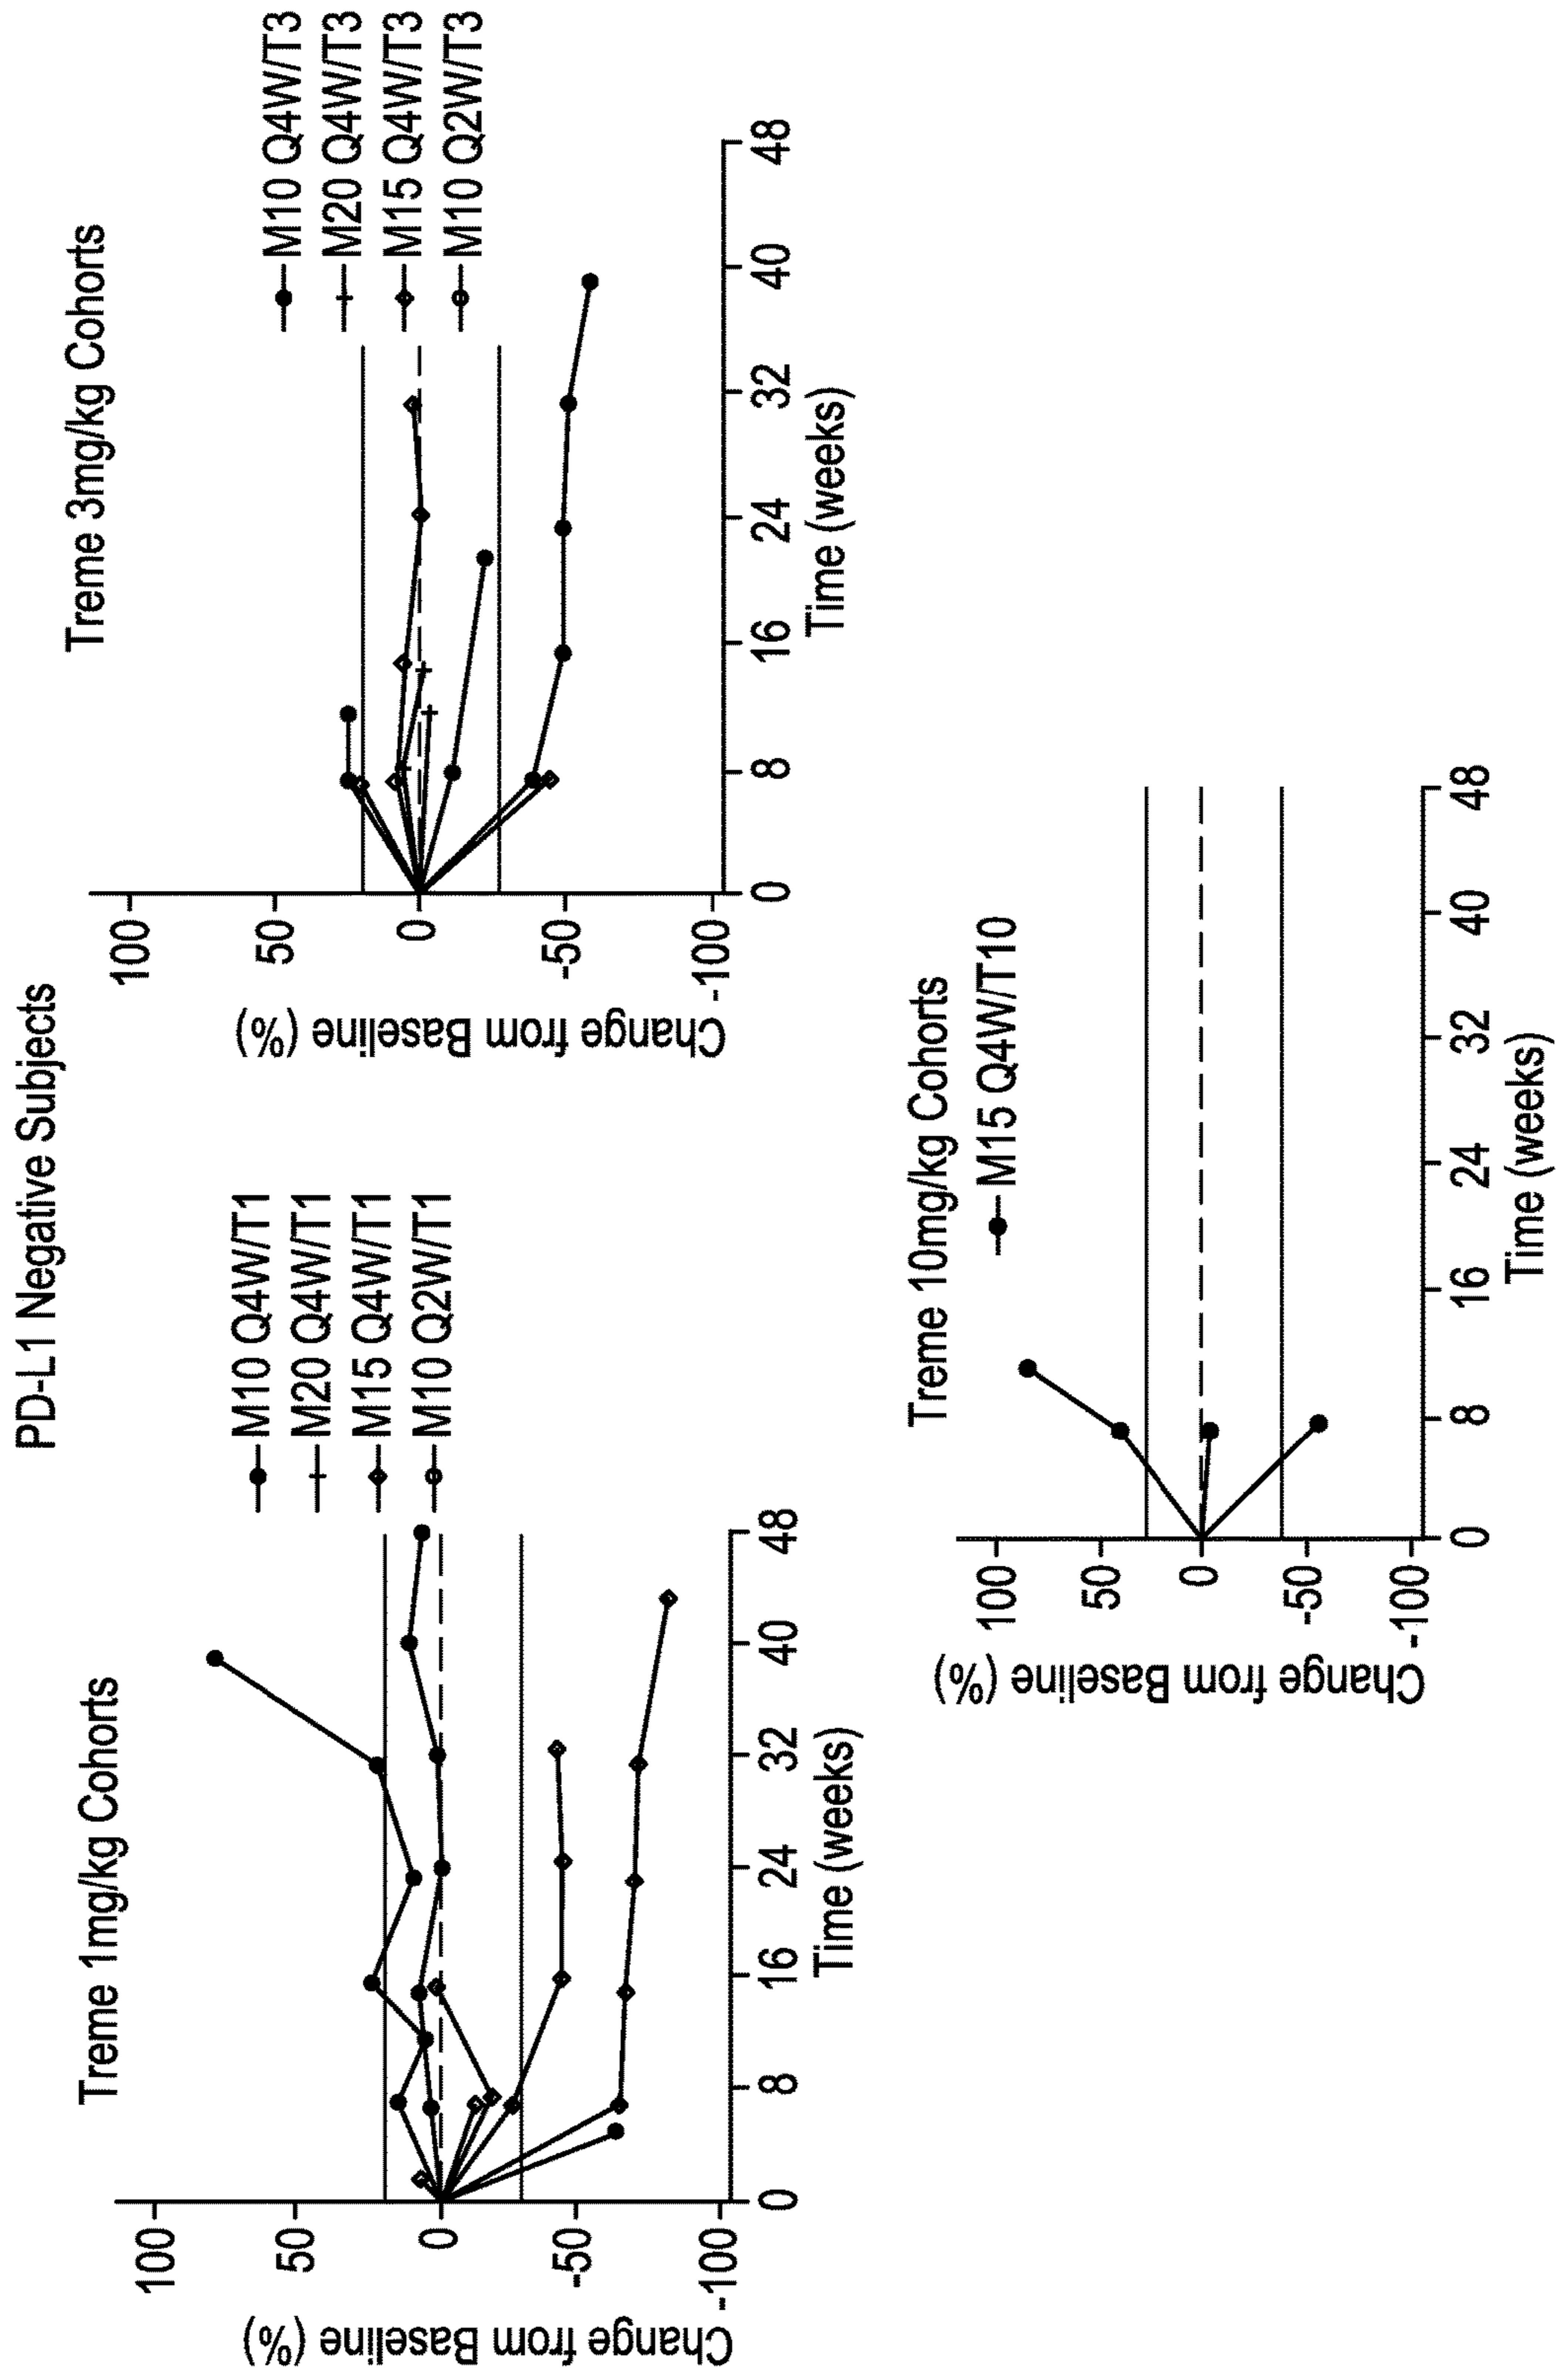 PD-L1 Negative Subjects
Treme 1mg/kg Cohorts
M10 Q4W/T1
M20 Q4W/T1
M15 Q4W/T1
M10 Q2W/T1
Change from Baseline (%)
100
50
0
-50
-100
0 8 16 24 32 40 48
Time (weeks)
Treme 3mg/kg Cohorts
M10 Q4W/T3
M20 Q4W/T3
M15 Q4W/T3
M10 Q2W/T3
Change from Baseline (%)
100
50
0
-50
-100
0 8 16 24 32 40 48
Time (weeks)
Treme 10mg/kg Cohorts
M15 Q4W/T10
Change from Baseline (%)
100
50
0
-50
-100
0 8 16 24 32 40 48
Time (weeks)